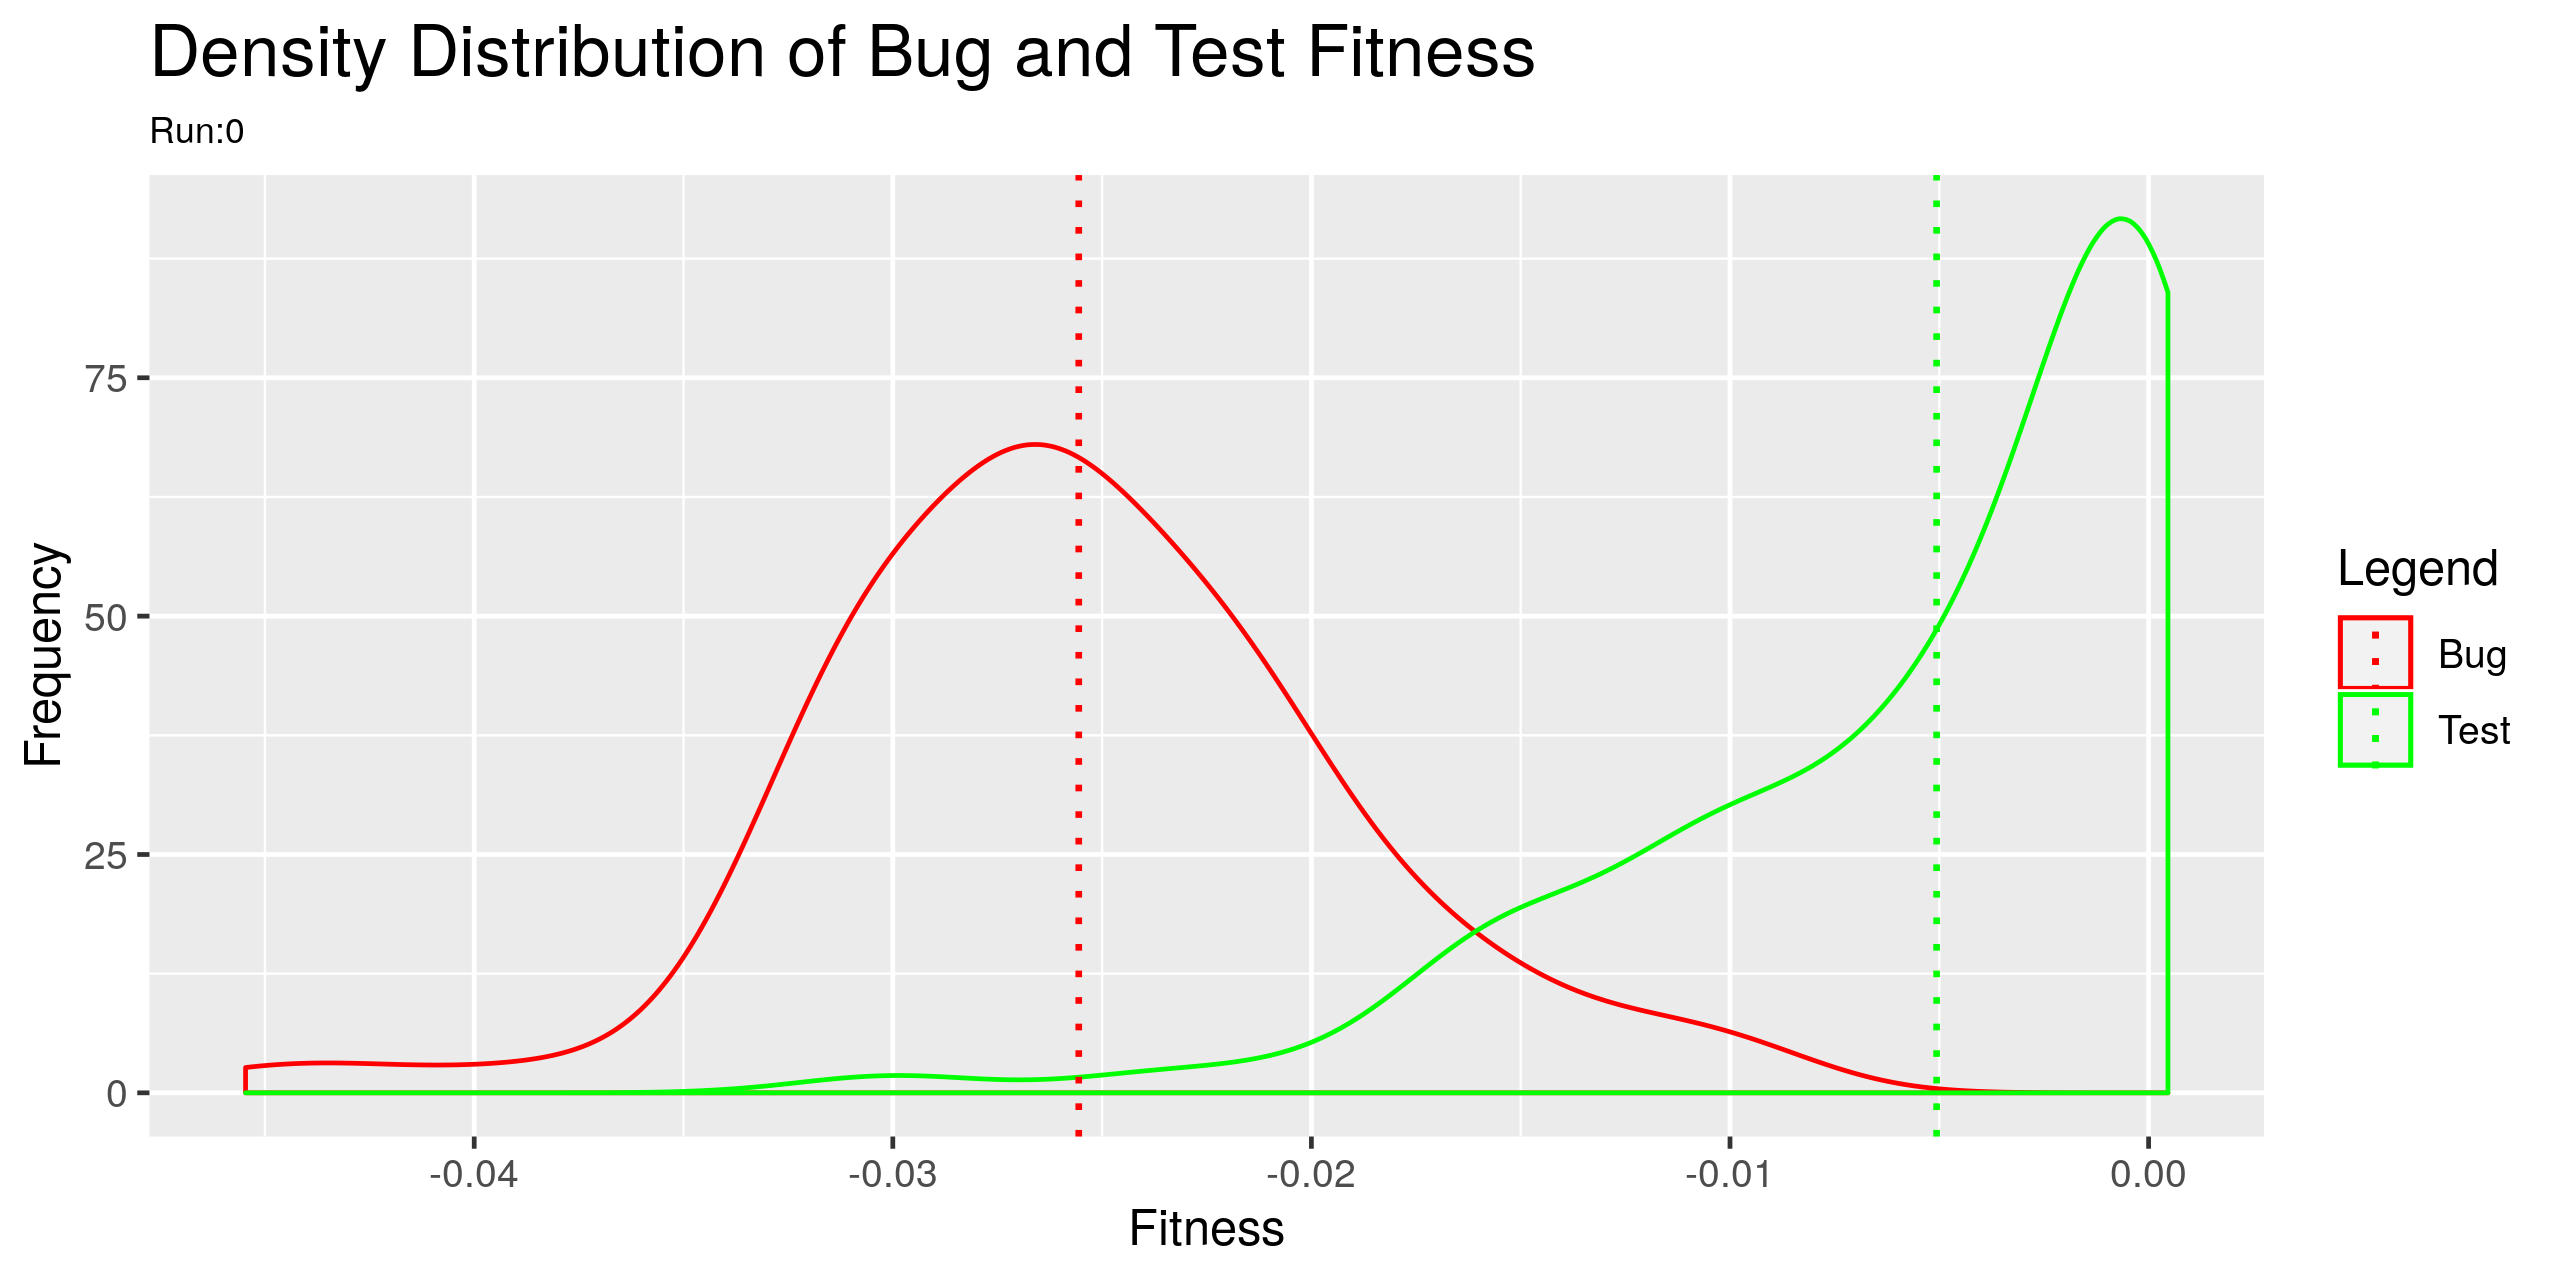 Density Distribution of Bug and Test Fitness
Run:0
Frequency
75
50
25
0
-0.04
-0.03
-0.02
-0.01
0.00
Fitness
Legend
Bug
Test